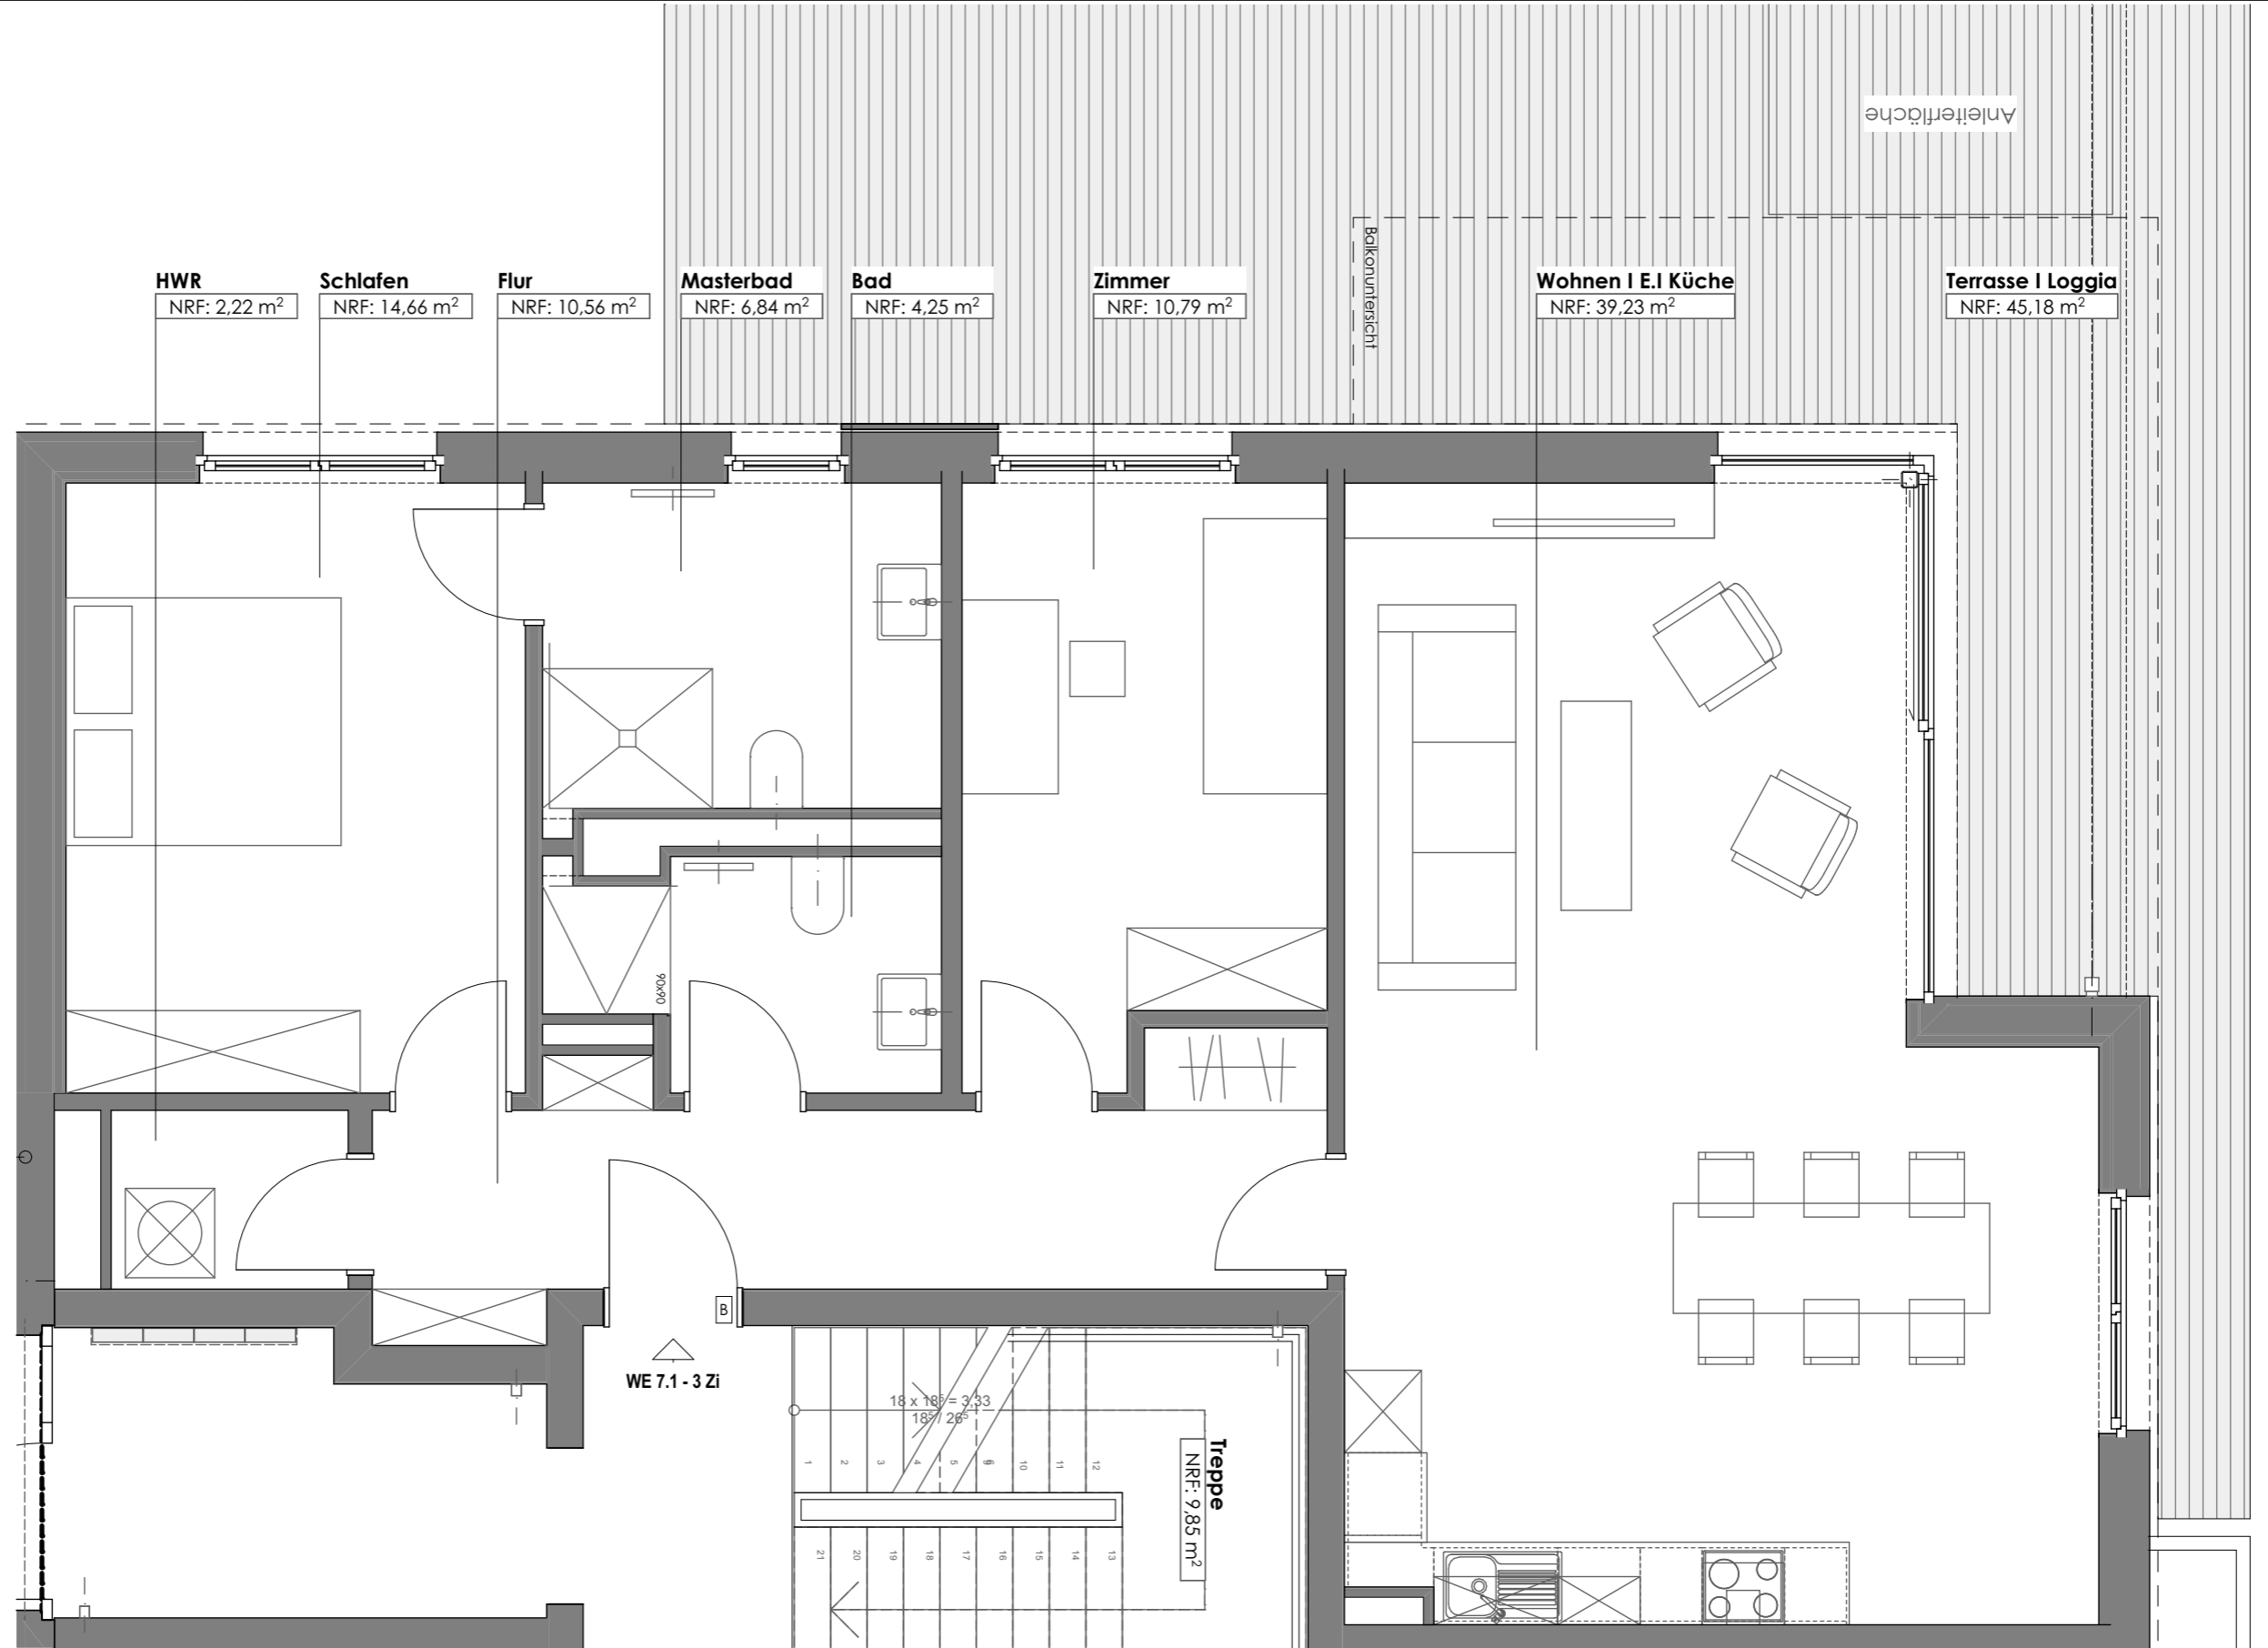 Anleiterfläche
Balkonuntersicht
HWR
NRF: 2,22 m²
Schlafen
NRF: 14,66 m²
Flur
NRF: 10,56 m²
Masterbad
NRF: 6,84 m²
Bad
NRF: 4,25 m²
Zimmer
NRF: 10,79 m²
Wohnen I E.I Küche
NRF: 39,23 m²
Terrasse I Loggia
NRF: 45,18 m²
90x90
B
WE 7.1 - 3 Zi
18 x 18⁵ = 3,33
18⁵ / 26⁵
Treppe
NRF: 9,85 m²
1 2 3 4 5 10 11 12
21 20 19 18 17 16 15 14 13